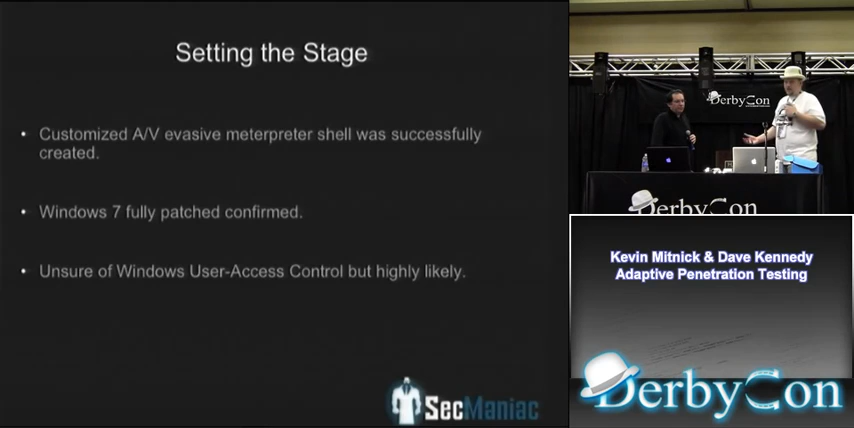 Setting the Stage
• Customized A/V evasive meterpreter shell was successfully
created.
• Windows 7 fully patched confirmed.
• Unsure of Windows User-Access Control but highly likely.
SecManiac
DerbyCon
DerbyCon
Kevin Mitnick & Dave Kennedy
Adaptive Penetration Testing
DerbyCon